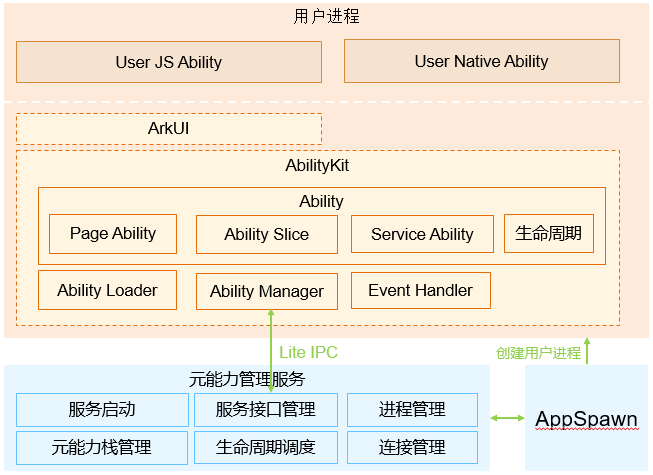 用户进程
User JS Ability
User Native Ability
ArkUI
AbilityKit
Ability
Page Ability
Ability Slice
Service Ability
生命周期
Ability Loader
Ability Manager
Event Handler
Lite IPC
创建用户进程
元能力管理服务
服务启动
服务接口管理
进程管理
元能力栈管理
生命周期调度
连接管理
AppSpawn